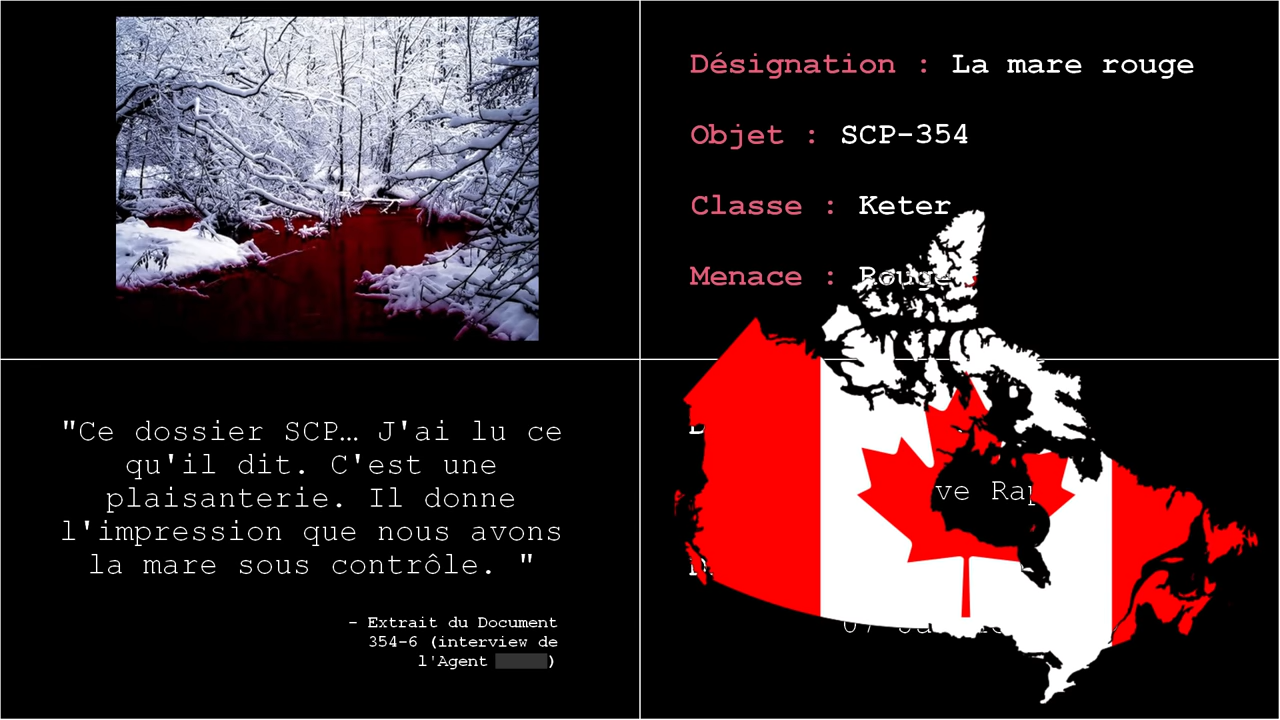 Désignation : La mare rouge
Objet : SCP-354
Classe : Keter
Menace : Rouge
"Ce dossier SCP… J'ai lu ce
qu'il dit. C'est une
plaisanterie. Il donne
l'impression que nous avons
la mare sous contrôle. "
- Extrait du Document
354-6 (interview de
l'Agent )